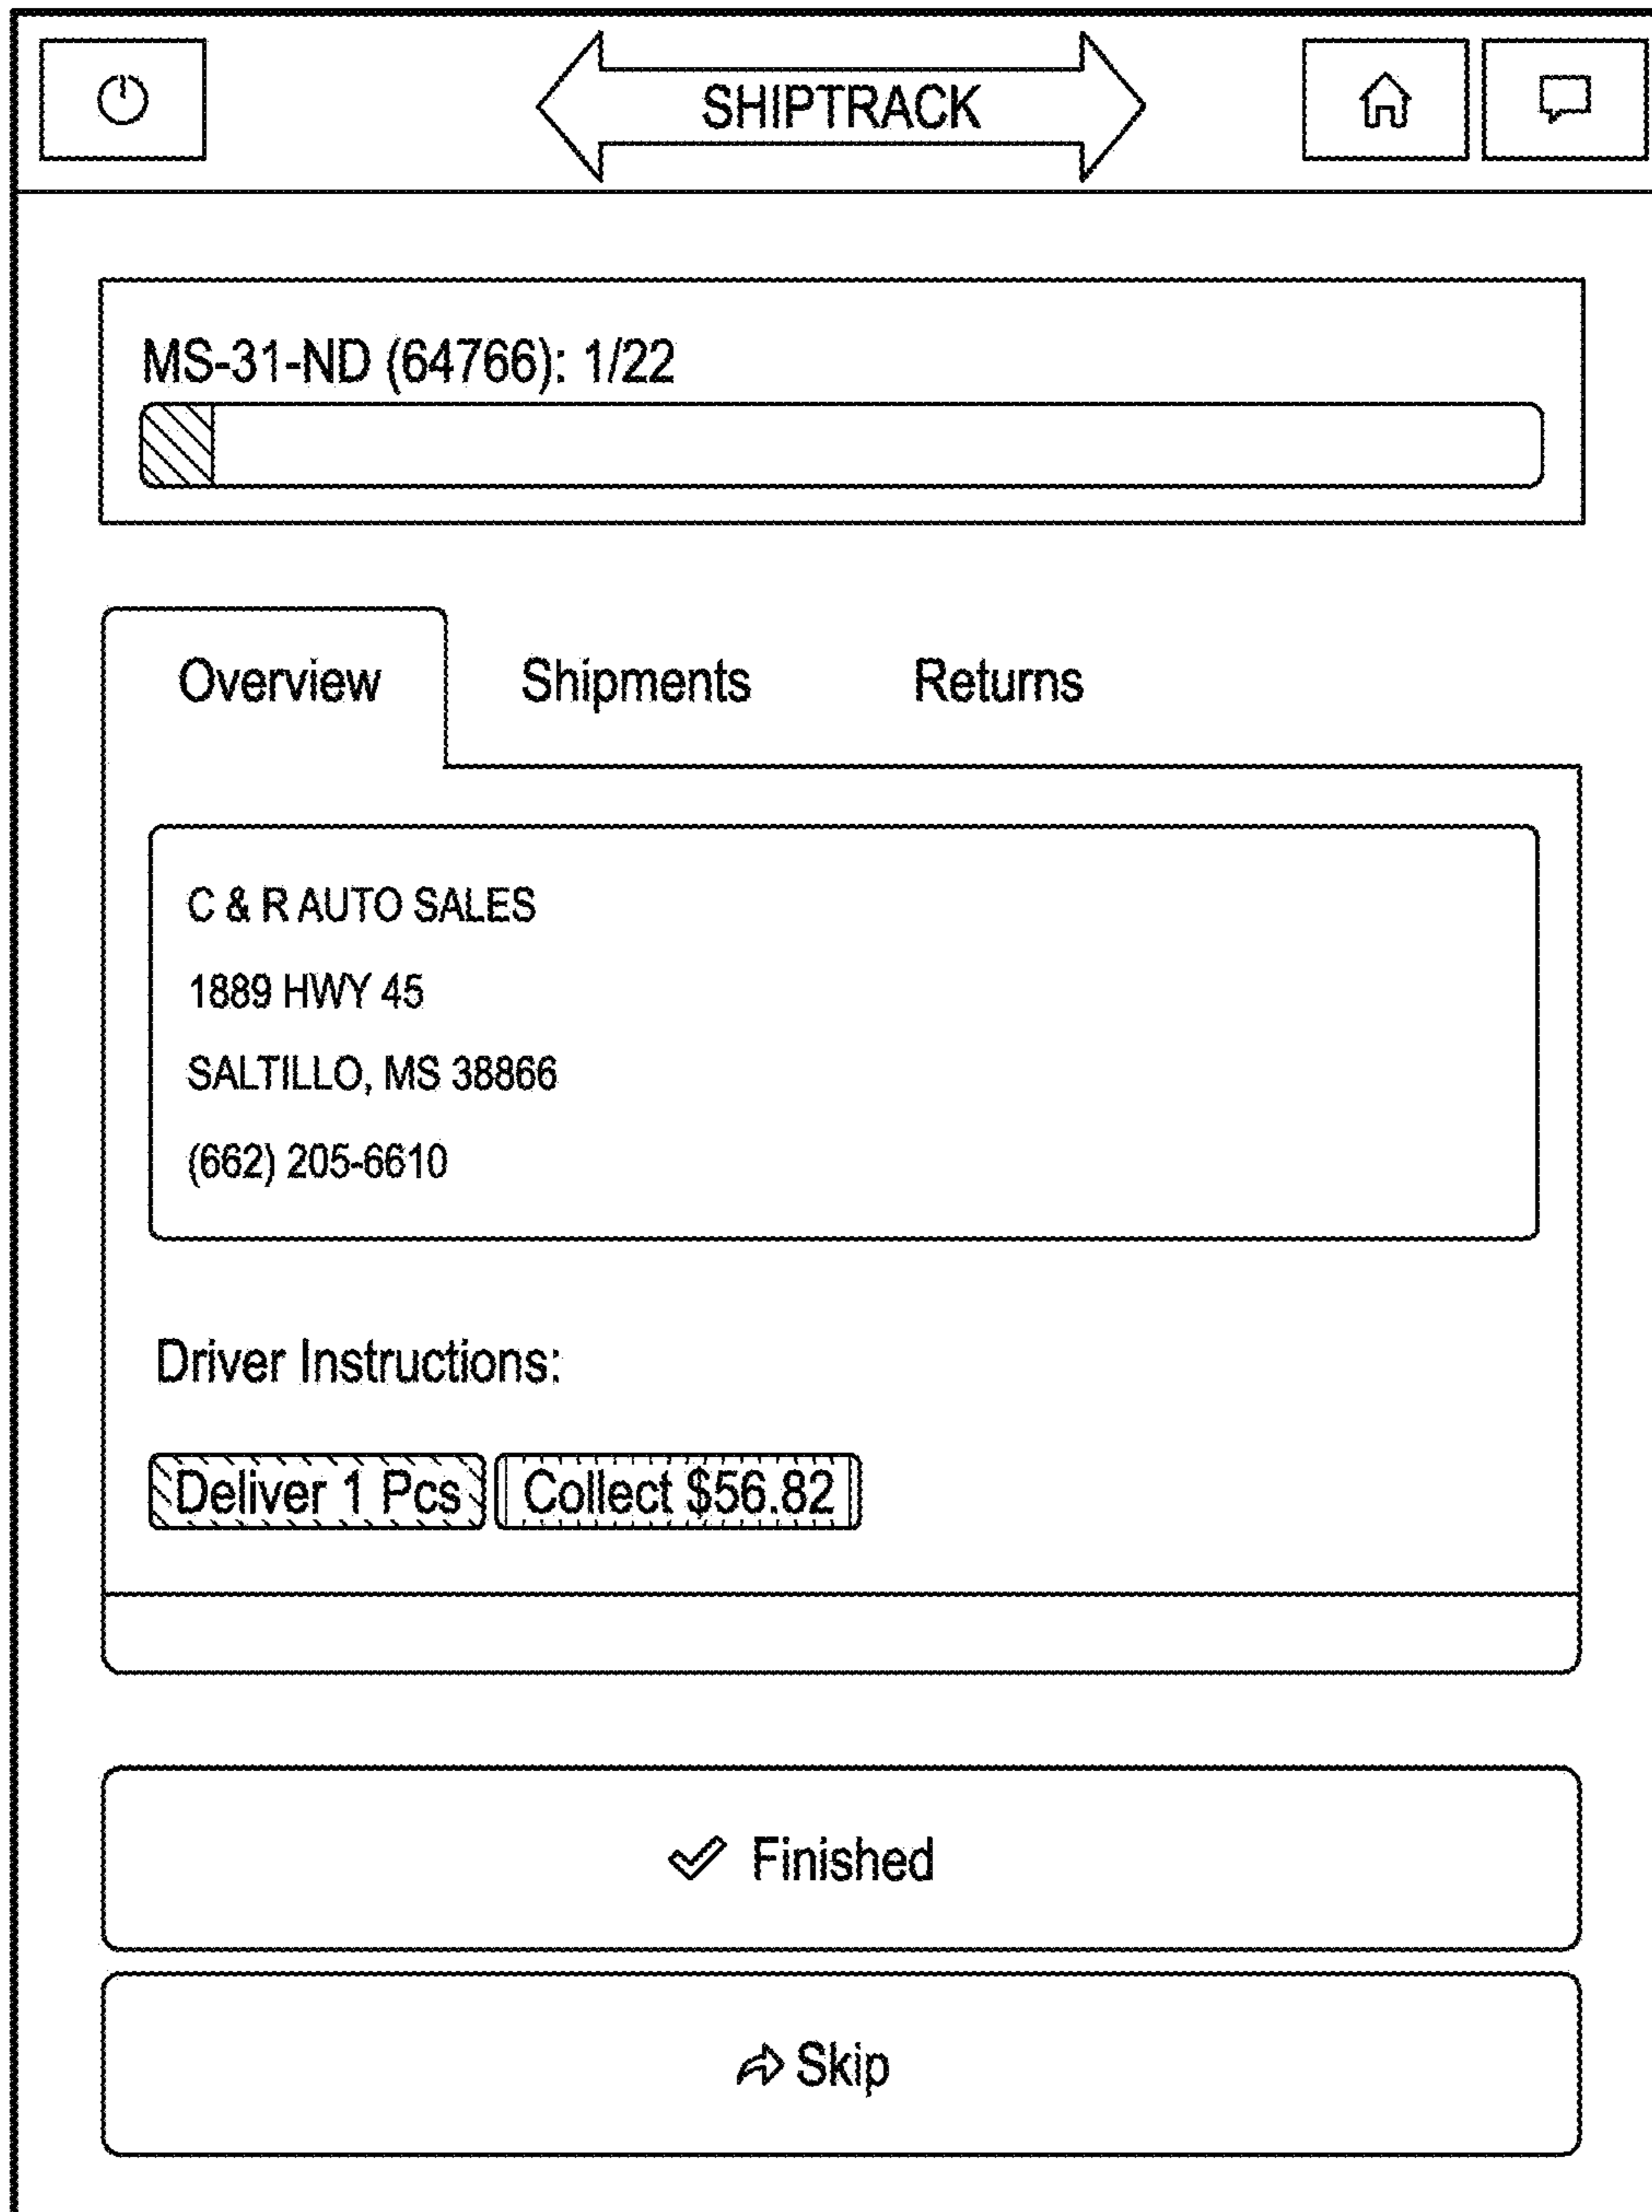 SHIPTRACK
MS-31-ND (64766): 1/22
Overview Shipments Returns
C & R AUTO SALES
1889 HWY 45
SALTILLO, MS 38866
(662) 205-6610
Driver Instructions:
Deliver 1 Pcs Collect $56.82
Finished
Skip